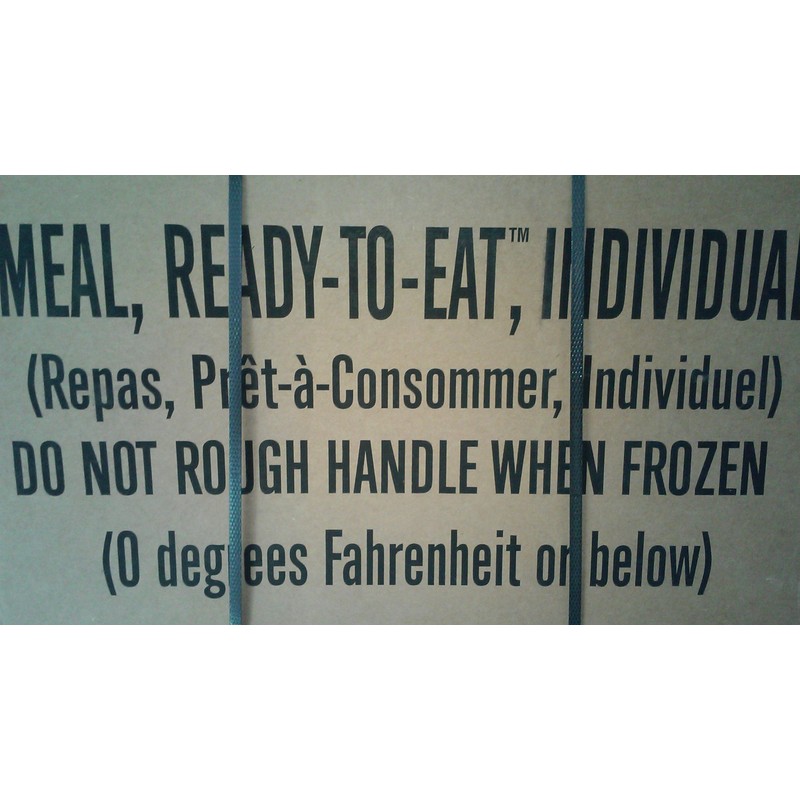 MEAL, READY-TO-EAT™, INDIVIDUAL
(Repas, Prêt-à-Consommer, Individuel)
DO NOT ROUGH HANDLE WHEN FROZEN
(0 degrees Fahrenheit or below)